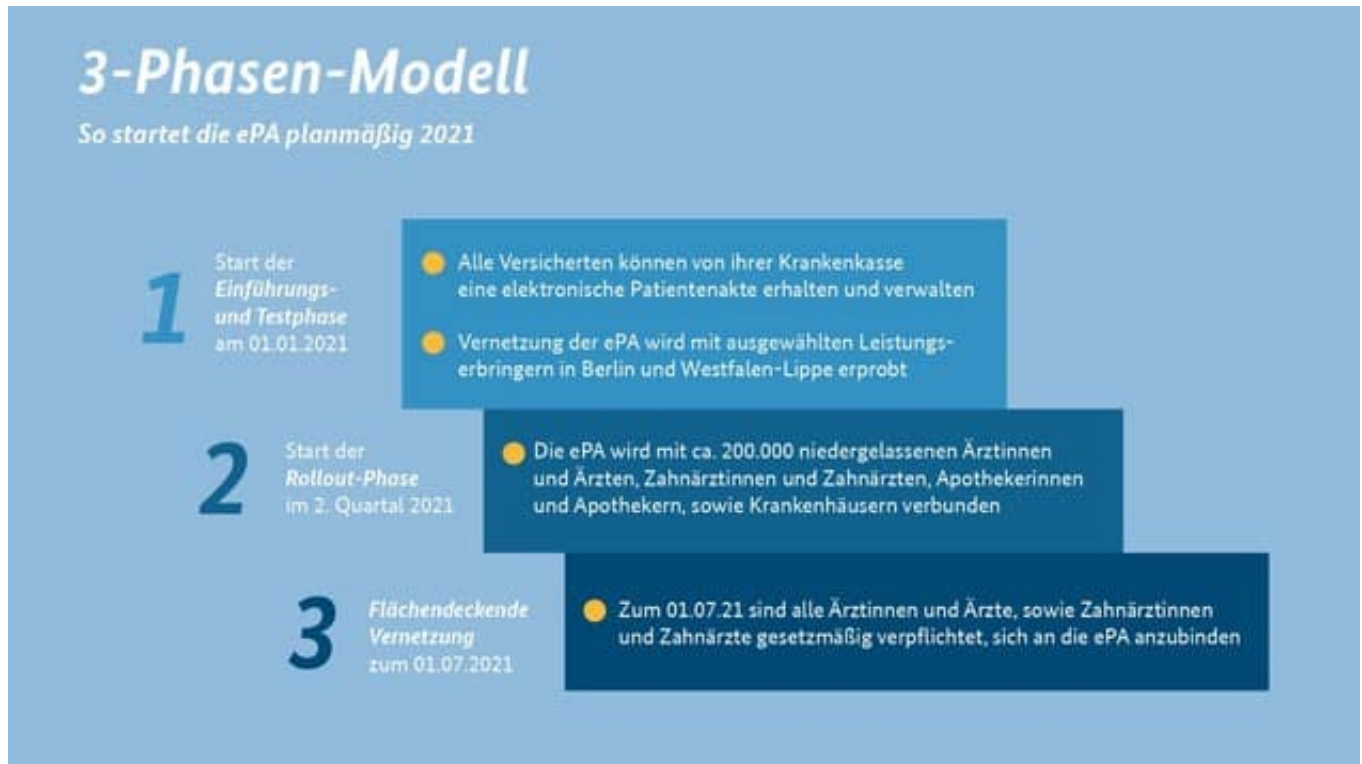 3-Phasen-Modell
So startet die ePA planmäßig 2021
1
Start der
Einführungs-
und Testphase
am 01.01.2021
Alle Versicherten können von ihrer Krankenkasse
eine elektronische Patientenakte erhalten und verwalten
Vernetzung der ePA wird mit ausgewählten Leistungs-
erbringern in Berlin und Westfalen-Lippe erprobt
2
Start der
Rollout-Phase
im 2. Quartal 2021
Die ePA wird mit ca. 200.000 niedergelassenen Ärztinnen
und Ärzten, Zahnärztinnen und Zahnärzten, Apothekerinnen
und Apothekern, sowie Krankenhäusern verbunden
3
Flächendeckende
Vernetzung
zum 01.07.2021
Zum 01.07.21 sind alle Ärztinnen und Ärzte, sowie Zahnärztinnen
und Zahnärzte gesetzmäßig verpflichtet, sich an die ePA anzubinden